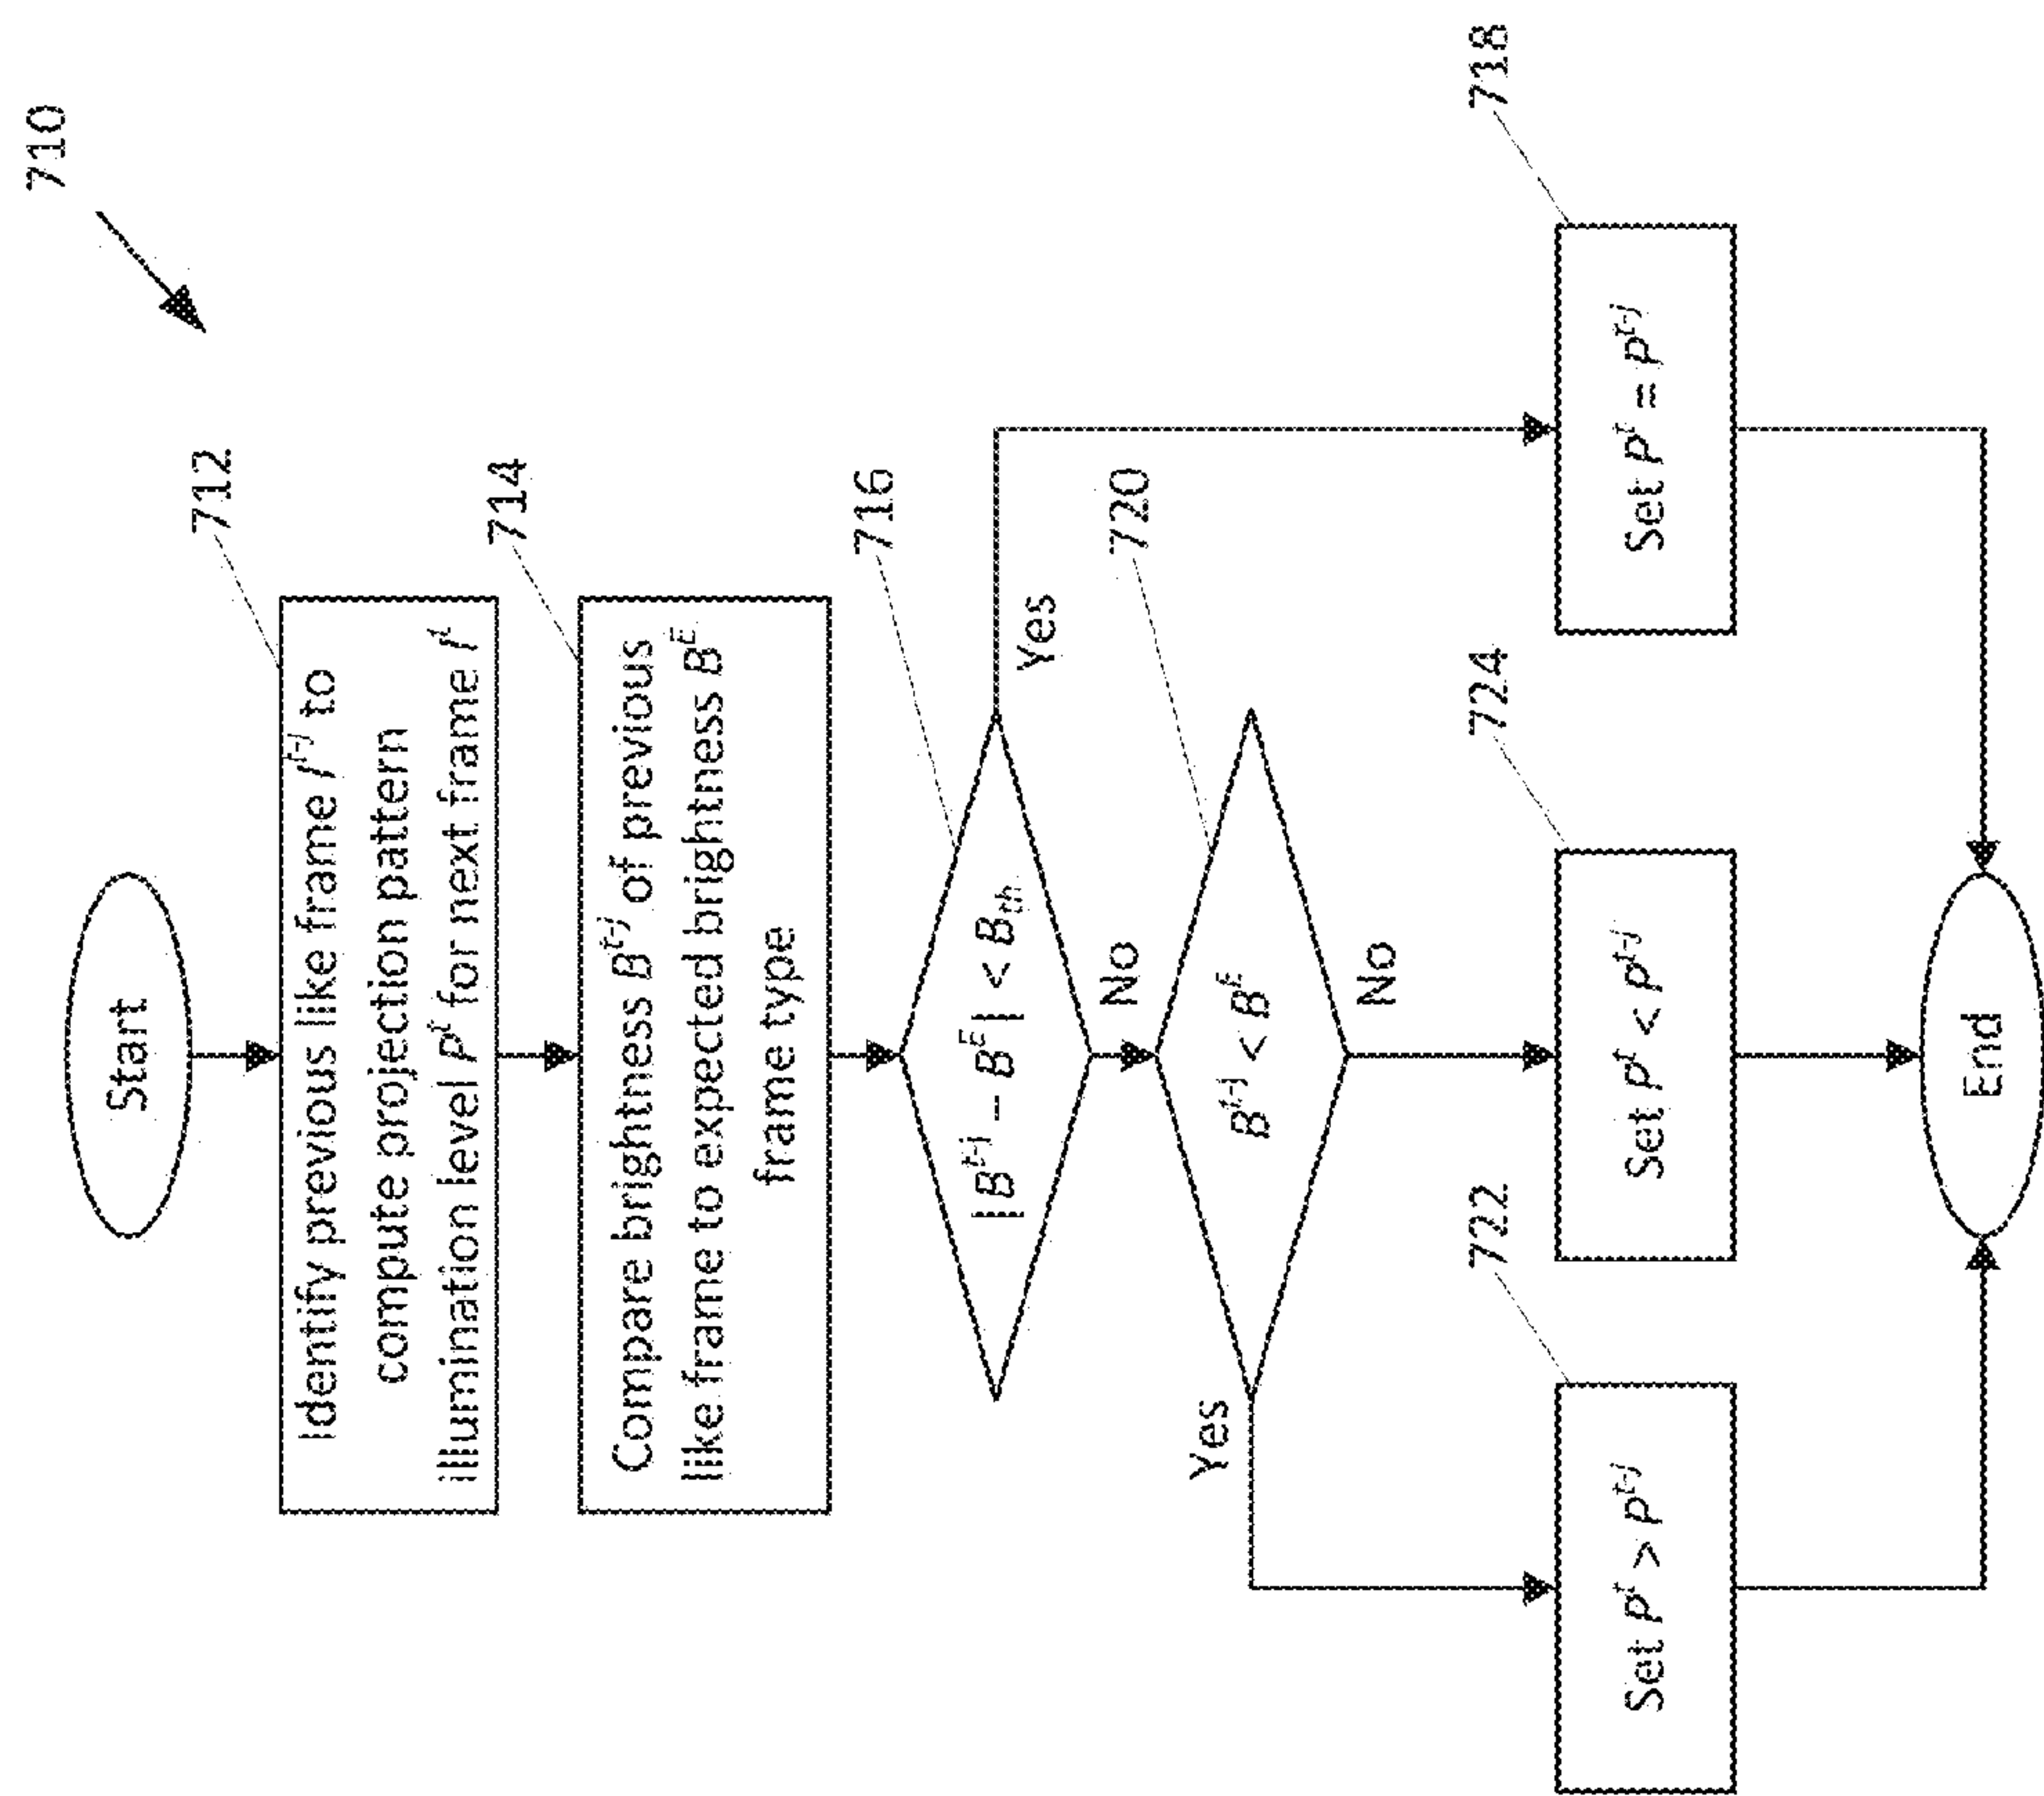 710
Start
712
Identify previous like frame I^{t-j} to
compute projection pattern
illumination level P^t for next frame I^t
714
Compare brightness B^{t-j} of previous
like frame to expected brightness B^E
frame type
716
| B^{t-j} – B^E | < B_{th}
Yes
No
720
B^{t-j} < B^E
Yes
No
722
Set P^t > P^{t-j}
724
Set P^t < P^{t-j}
718
Set P^t = P^{t-j}
End